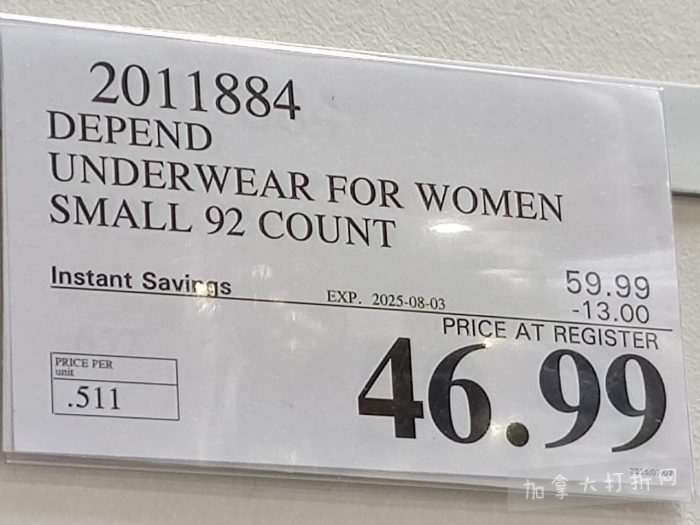 2011884
DEPEND
UNDERWEAR FOR WOMEN
SMALL 92 COUNT
59.99
Instant Savings EXP. 2025-08-03 -13.00
PRICE AT REGISTER
PRICE PER
unit
.511
46.99
加拿大打折网